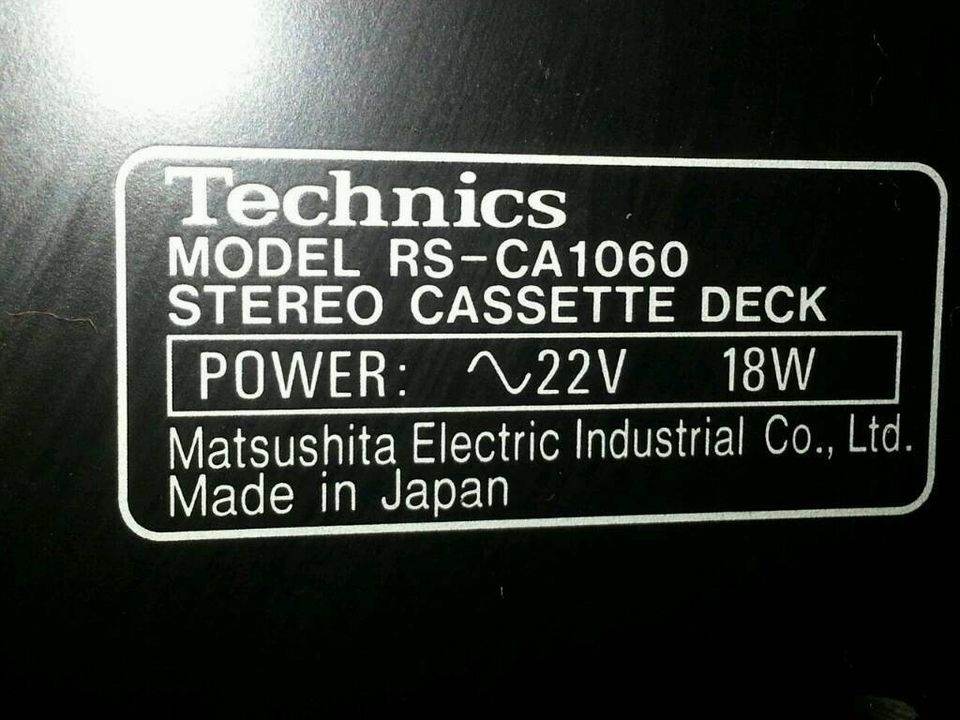 Technics
MODEL RS-CA1060
STEREO CASSETTE DECK
POWER: ∿22V 18W
Matsushita Electric Industrial Co., Ltd.
Made in Japan